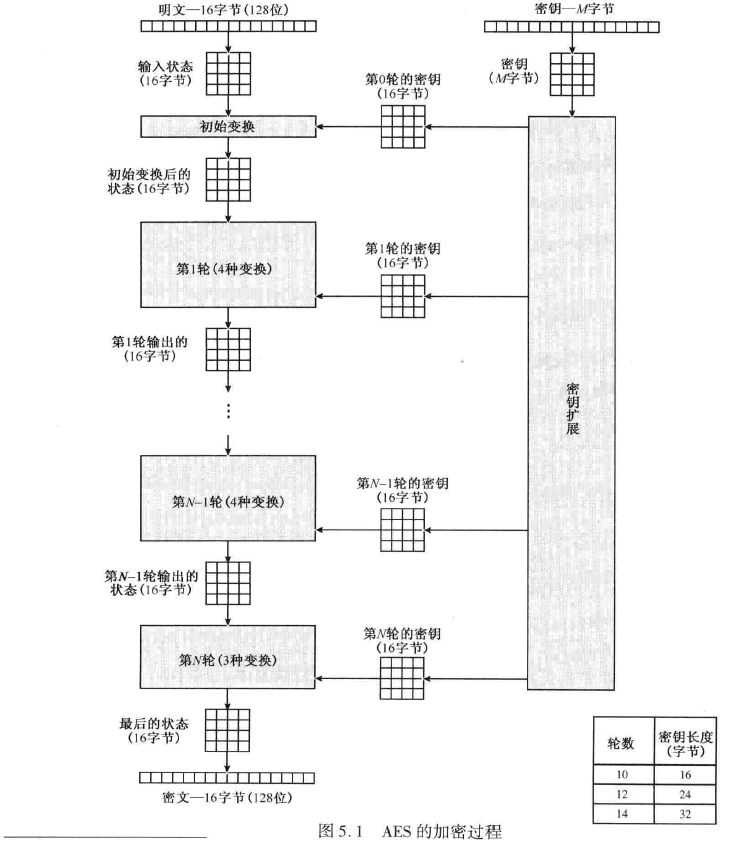 明文—16字节(128位)
密钥—M字节
输入状态
(16字节)
第0轮的密钥
(16字节)
密钥
(M字节)
初始变换
初始变换后的
状态(16字节)
第1轮(4种变换)
第1轮的密钥
(16字节)
第1轮输出的
(16字节)
⋮
密钥扩展
第N–1轮(4种变换)
第N–1轮的密钥
(16字节)
第N–1轮输出的
状态(16字节)
第N轮(3种变换)
第N轮的密钥
(16字节)
最后的状态
(16字节)
密文—16字节(128位)
轮数 密钥长度
(字节)
10 16
12 24
14 32
图 5.1 AES 的加密过程